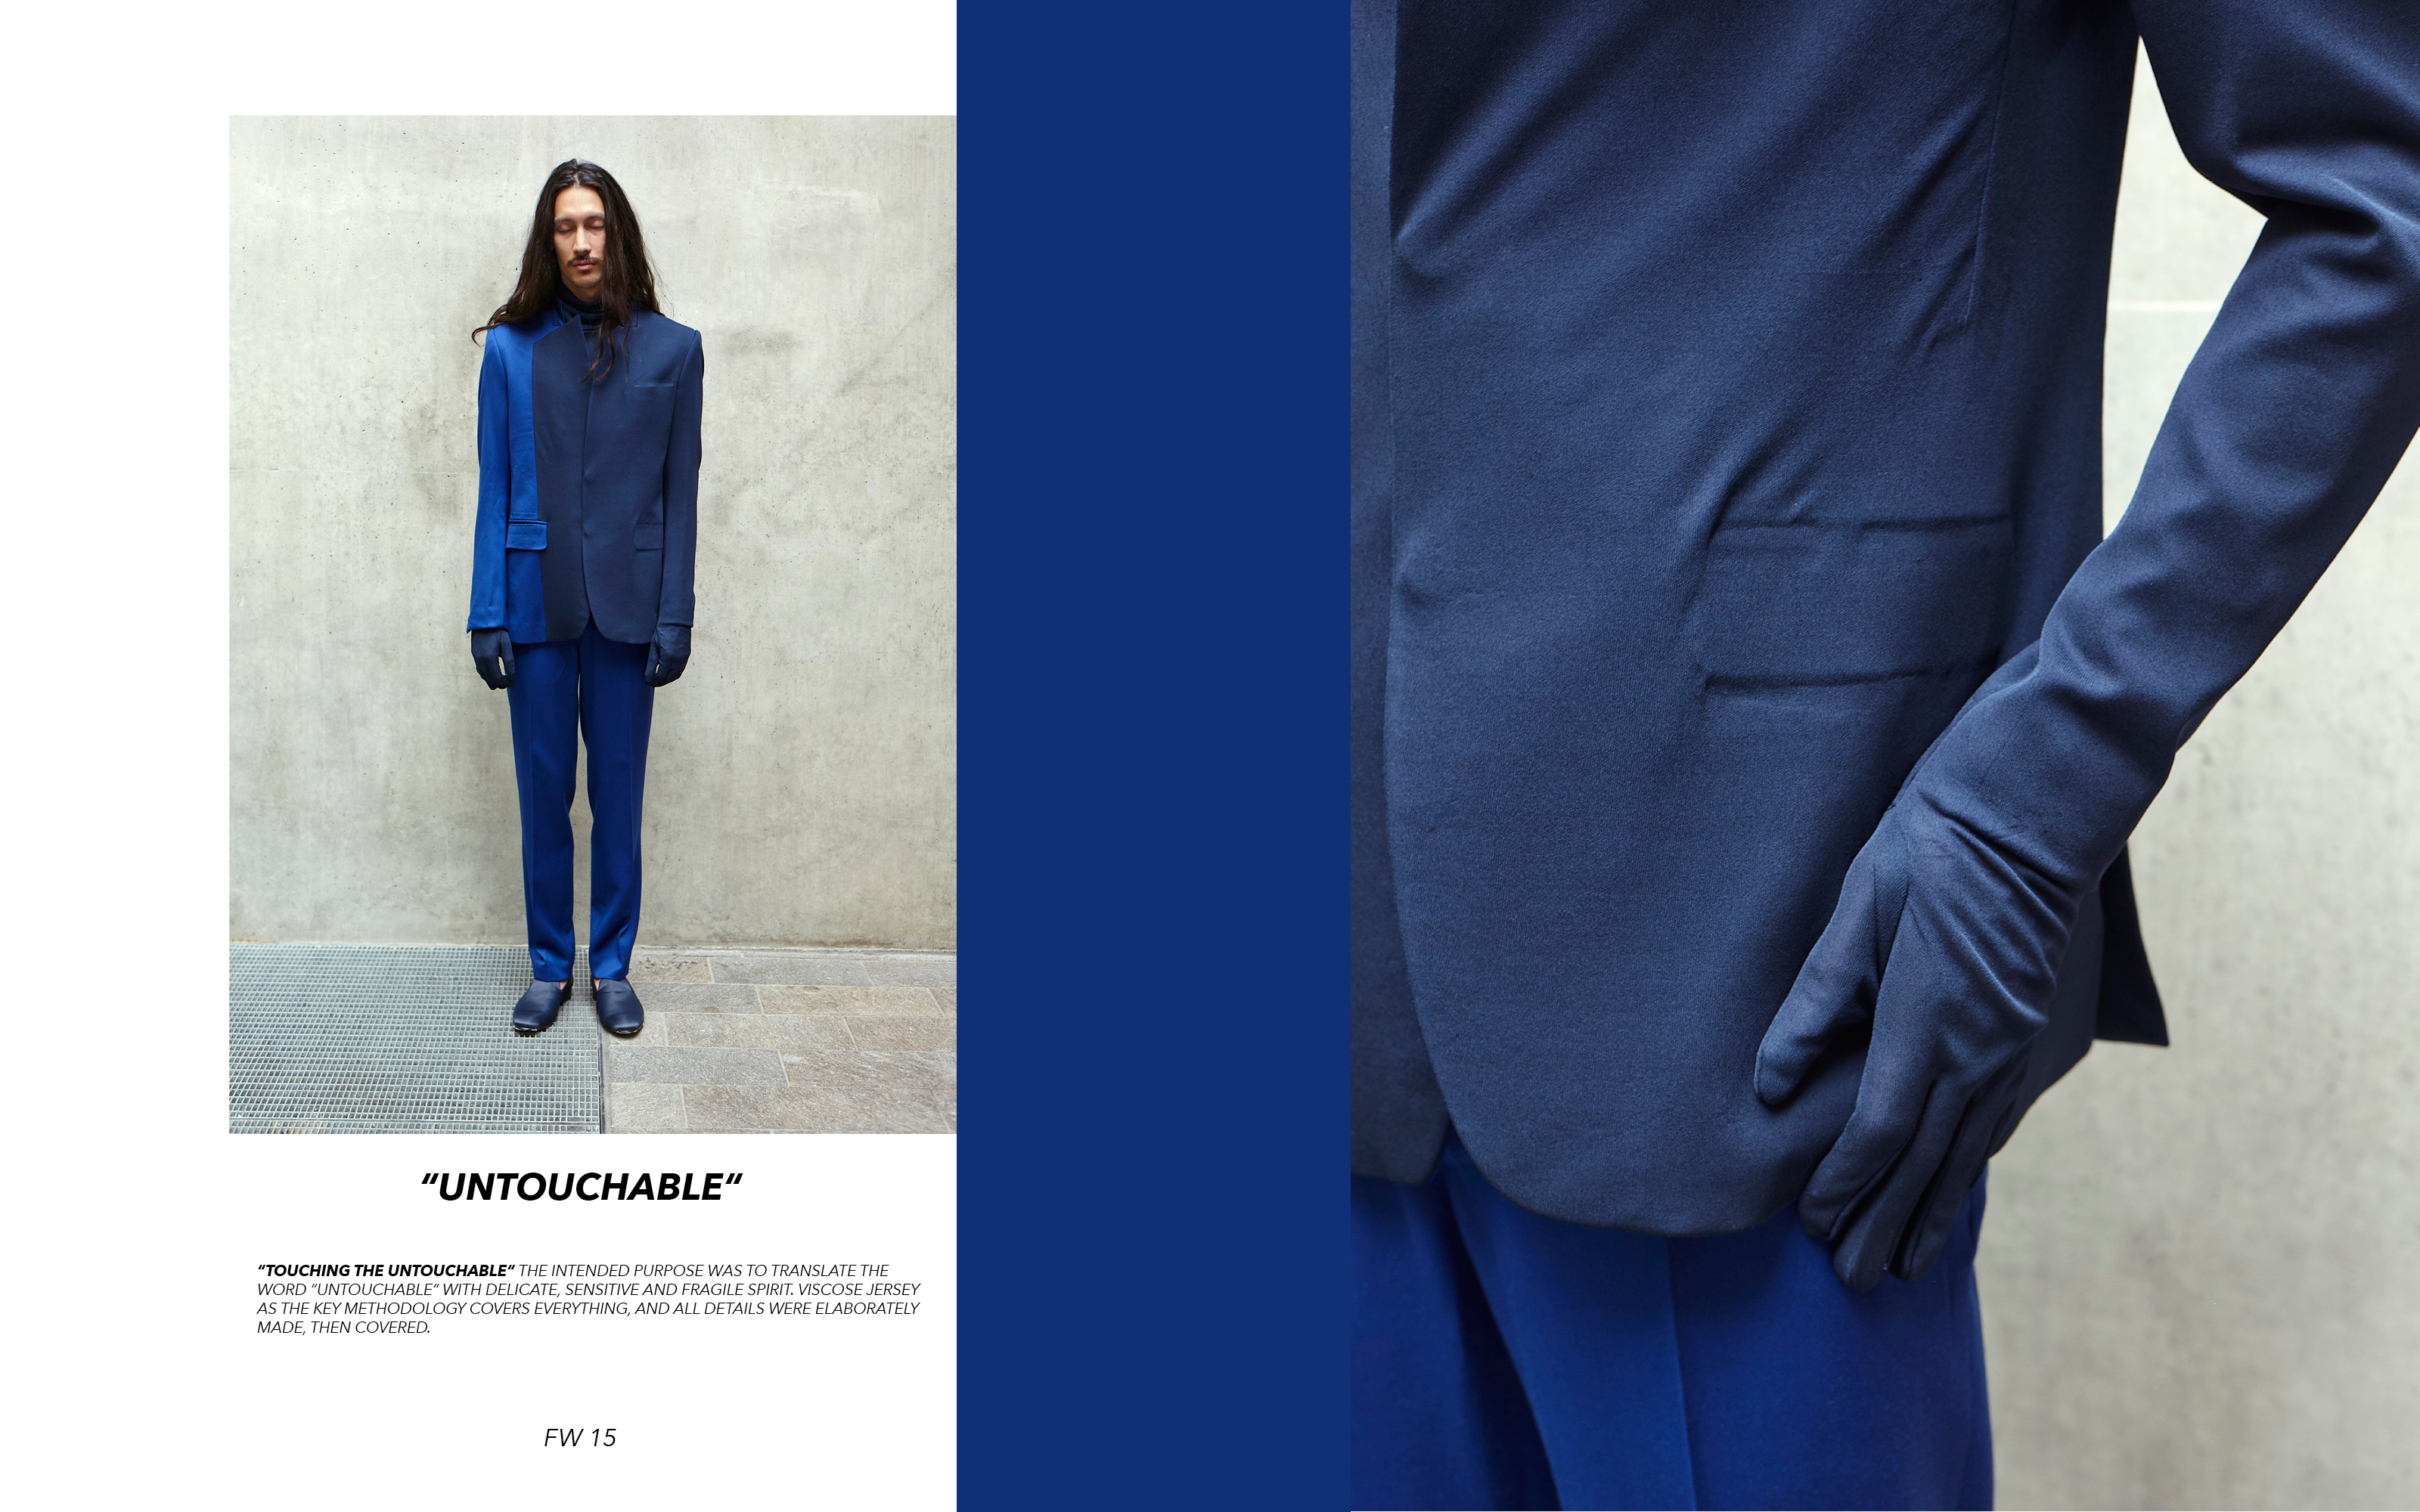 “UNTOUCHABLE“
“TOUCHING THE UNTOUCHABLE“ THE INTENDED PURPOSE WAS TO TRANSLATE THE
WORD “UNTOUCHABLE“ WITH DELICATE, SENSITIVE AND FRAGILE SPIRIT. VISCOSE JERSEY
AS THE KEY METHODOLOGY COVERS EVERYTHING, AND ALL DETAILS WERE ELABORATELY
MADE, THEN COVERED.
FW 15